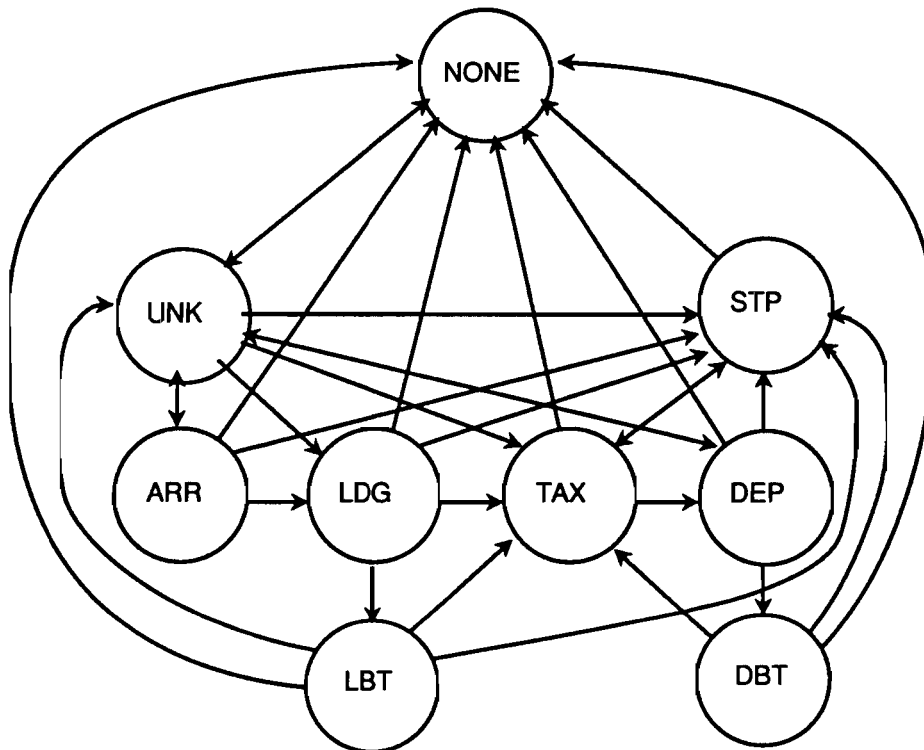 NONE
UNK
STP
ARR
LDG
TAX
DEP
LBT
DBT